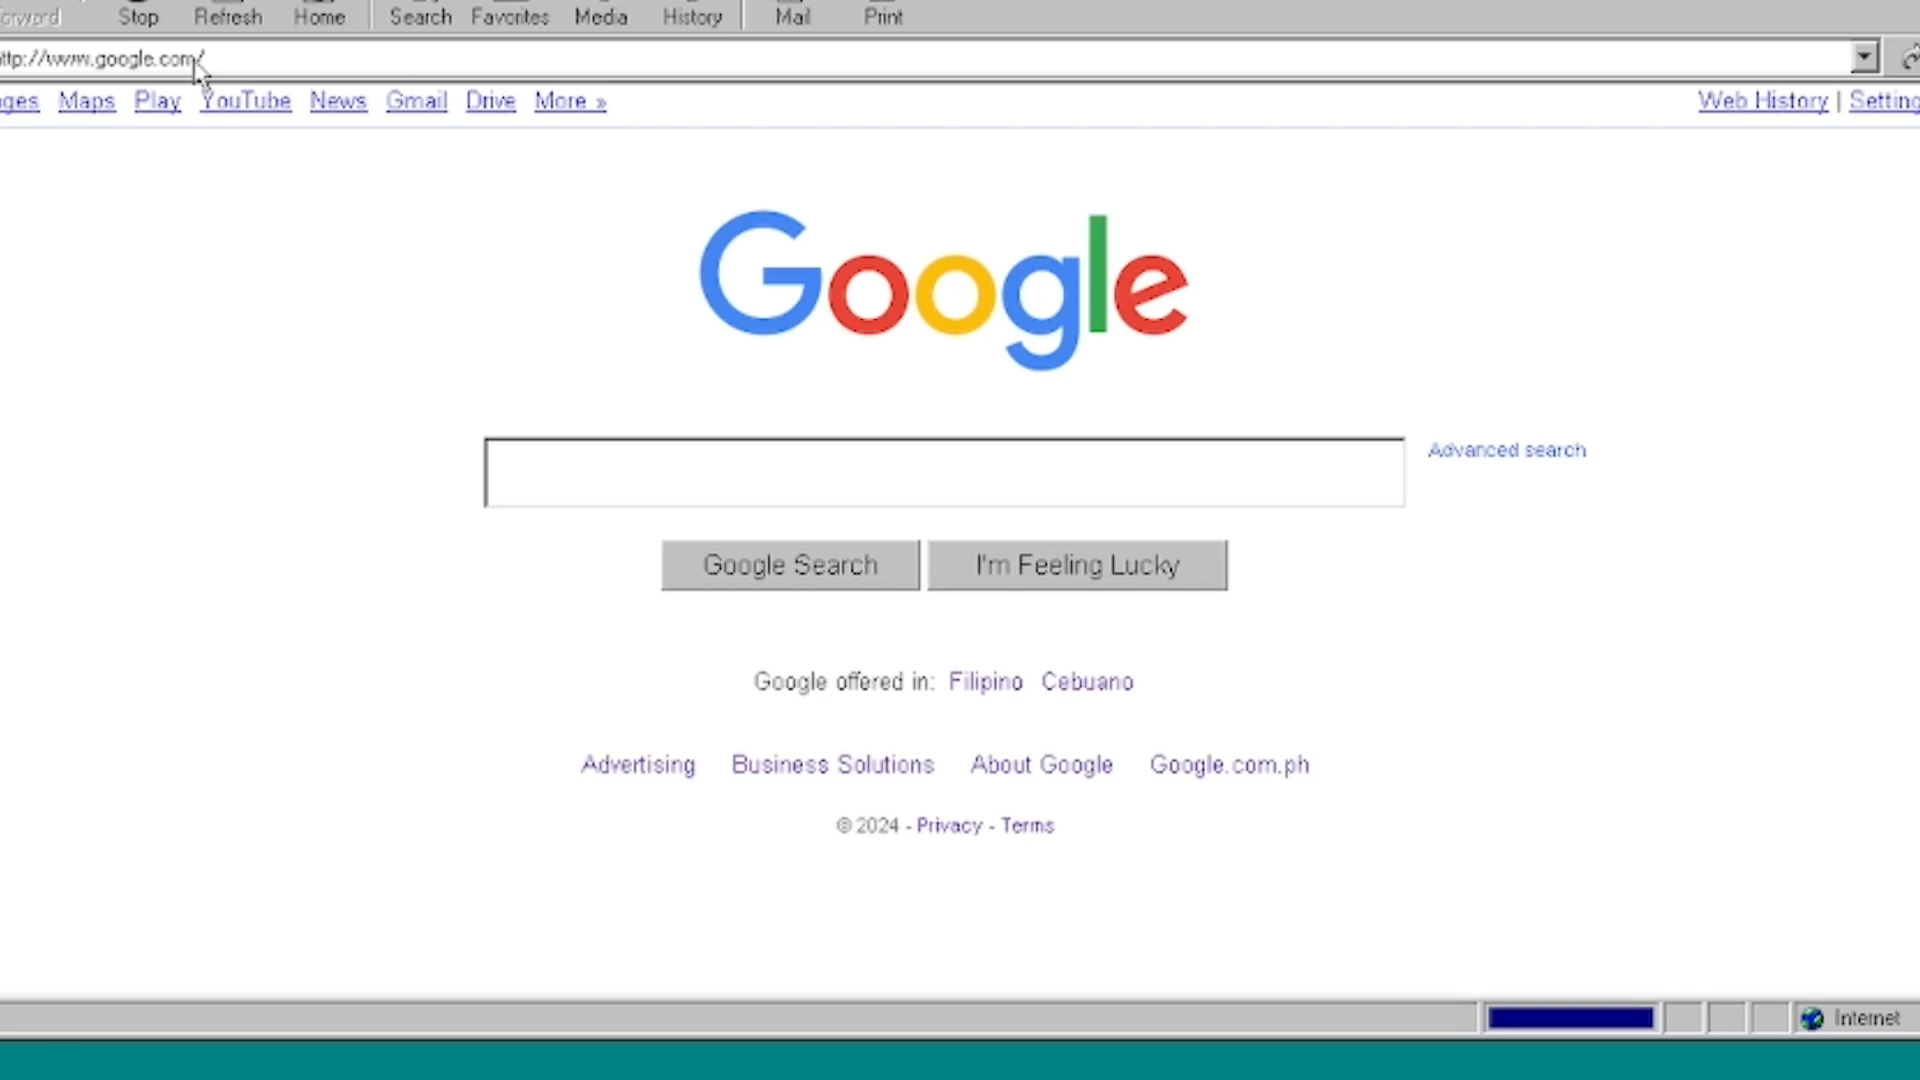 Stop Refresh Home Search Favorites Media History Mail Print
http://www.google.com/
Maps Play YouTube News Gmail Drive More » Web History |
Google
Advanced search
Google Search I'm Feeling Lucky
Google offered in: Filipino Cebuano
Advertising Business Solutions About Google Google.com.ph
© 2024 - Privacy - Terms
Internet